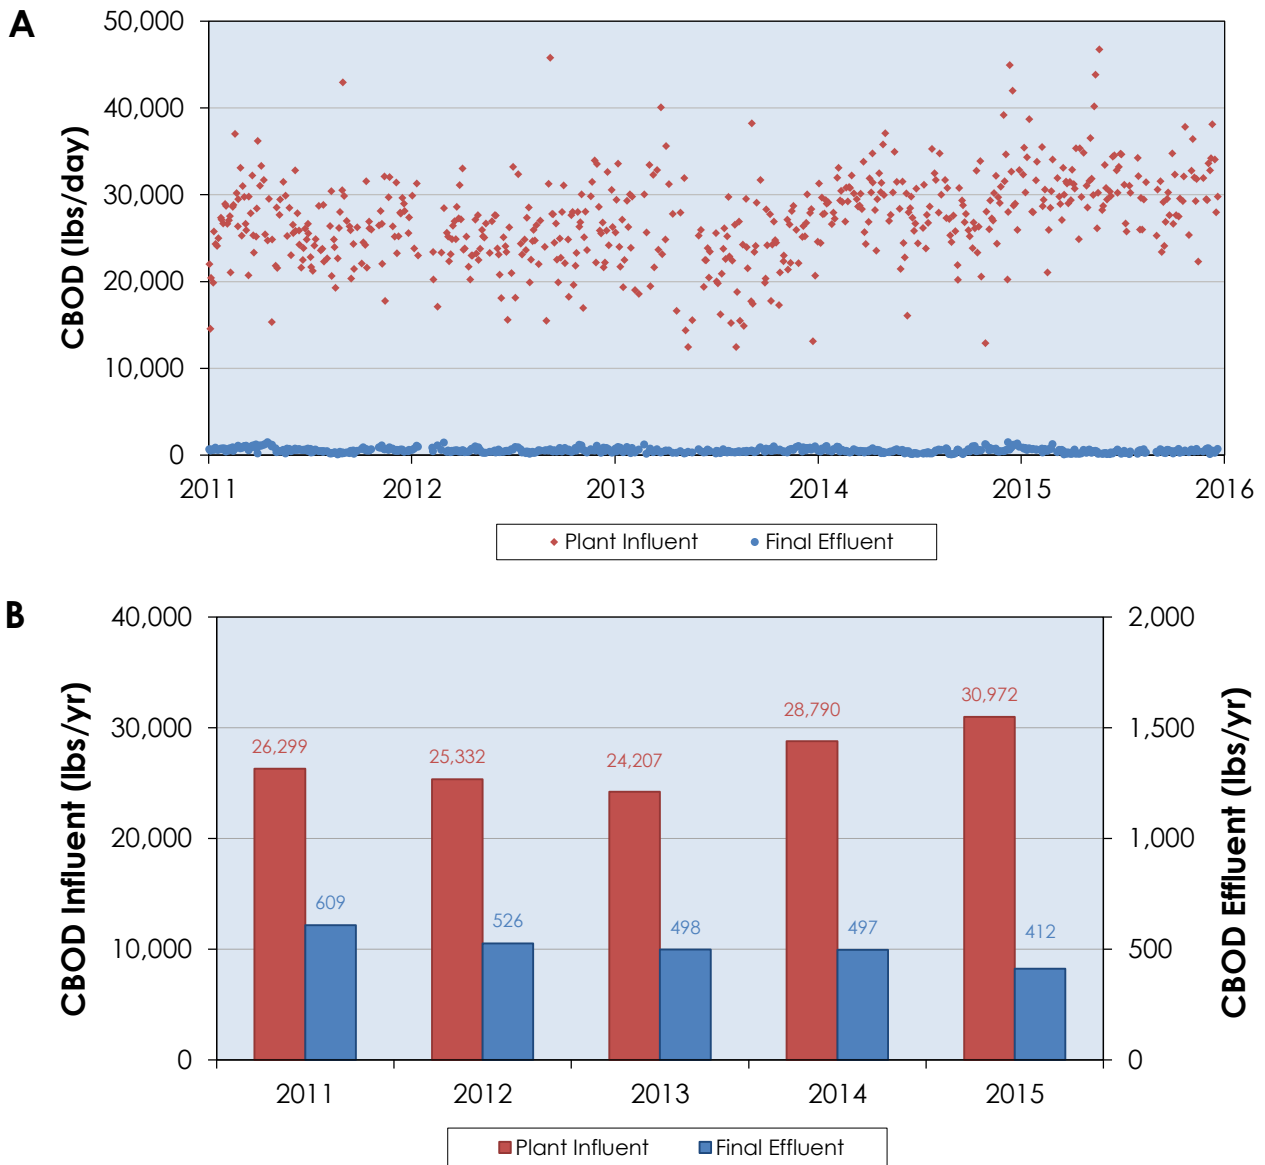 A
50,000
40,000
30,000
20,000
10,000
0
CBOD (lbs/day)
2011 2012 2013 2014 2015 2016
Plant Influent Final Effluent
B
40,000 2,000
30,000 1,500
20,000 1,000
10,000 500
0 0
CBOD Influent (lbs/yr)
CBOD Effluent (lbs/yr)
26,299 25,332 24,207 28,790 30,972
609 526 498 497 412
2011 2012 2013 2014 2015
Plant Influent Final Effluent